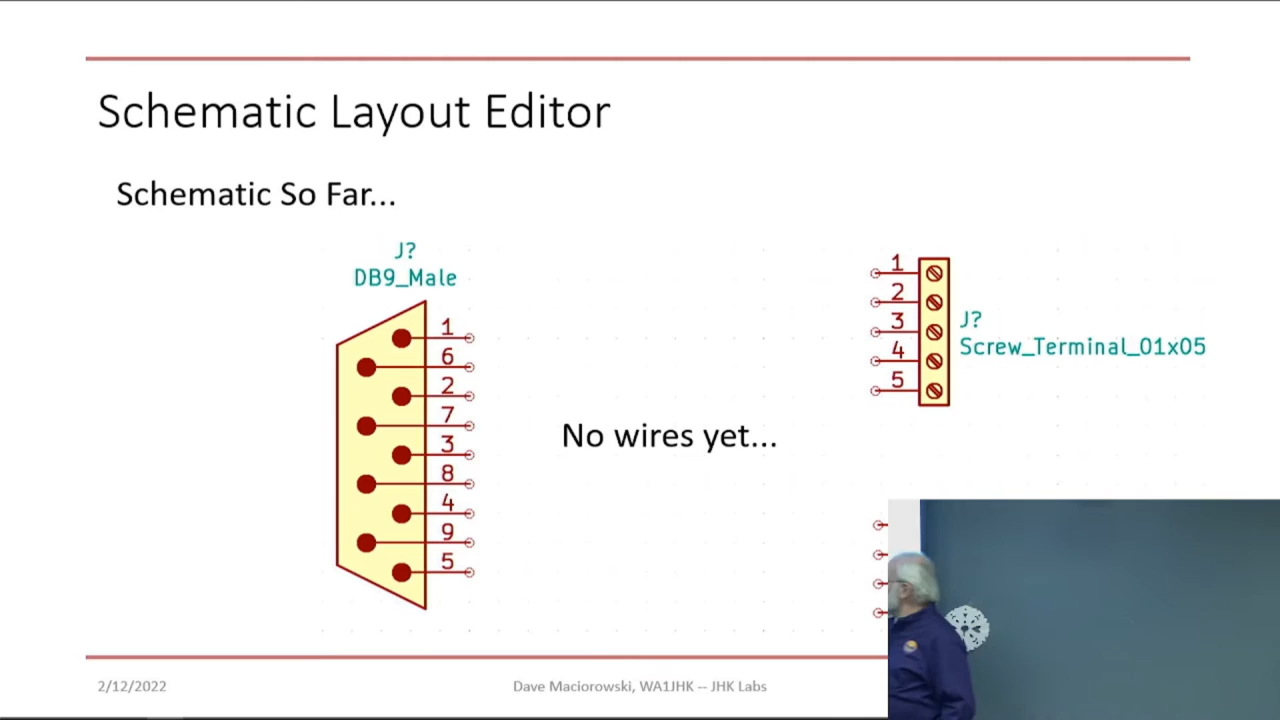 Schematic Layout Editor
Schematic So Far...
J?
DB9_Male
1
6
2
7
3
8
4
9
5
No wires yet...
1
2
3
4
5
J?
Screw_Terminal_01x05
2/12/2022
Dave Maciorowski, WA1JHK -- JHK Labs